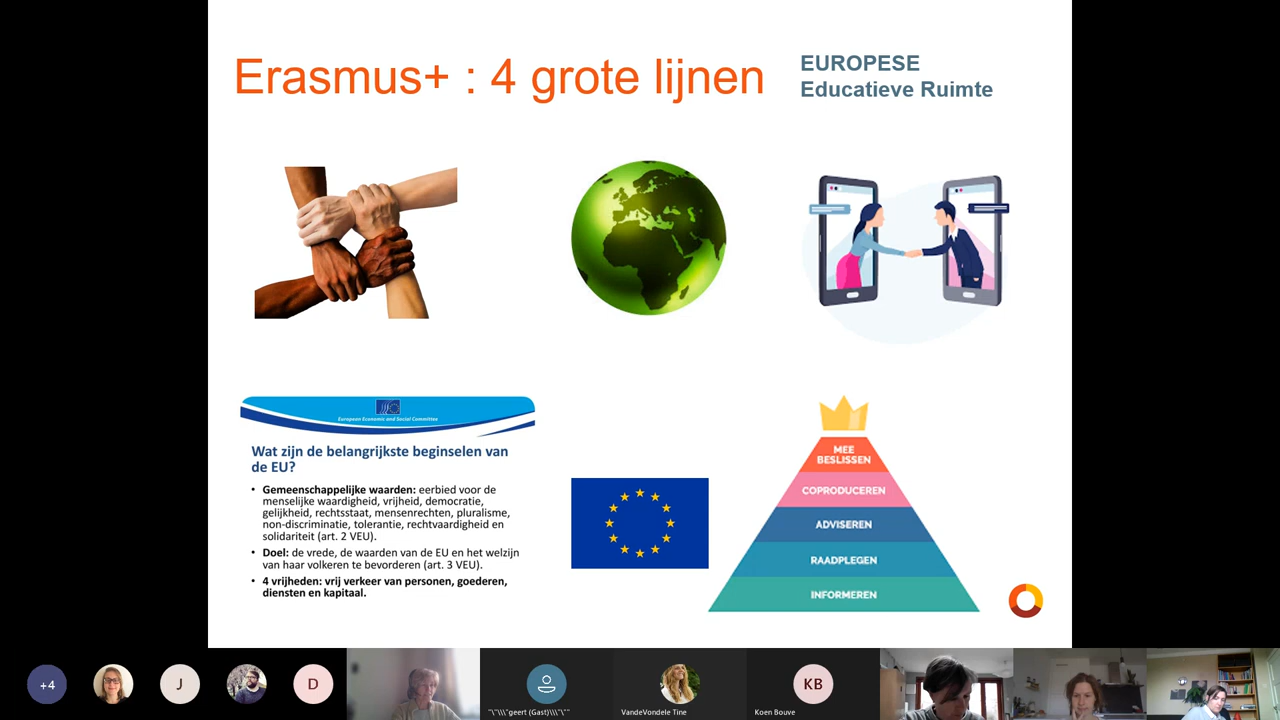 Erasmus+ : 4 grote lijnen
EUROPESE
Educatieve Ruimte
European Economic and Social Committee
Wat zijn de belangrijkste beginselen van
de EU?
• Gemeenschappelijke waarden: eerbied voor de
menselijke waardigheid, vrijheid, democratie,
gelijkheid, rechtsstaat, mensenrechten, pluralisme,
non-discriminatie, tolerantie, rechtvaardigheid en
solidariteit (art. 2 VEU).
• Doel: de vrede, de waarden van de EU en het welzijn
van haar volkeren te bevorderen (art. 3 VEU).
• 4 vrijheden: vrij verkeer van personen, goederen,
diensten en kapitaal.
MEE
BESLISSEN
COPRODUCEREN
ADVISEREN
RAADPLEGEN
INFORMEREN
+4
J
D
"\"\\\"geert (Gast)\\\"\""
VandeVondele Tine
KB
Koen Bouve